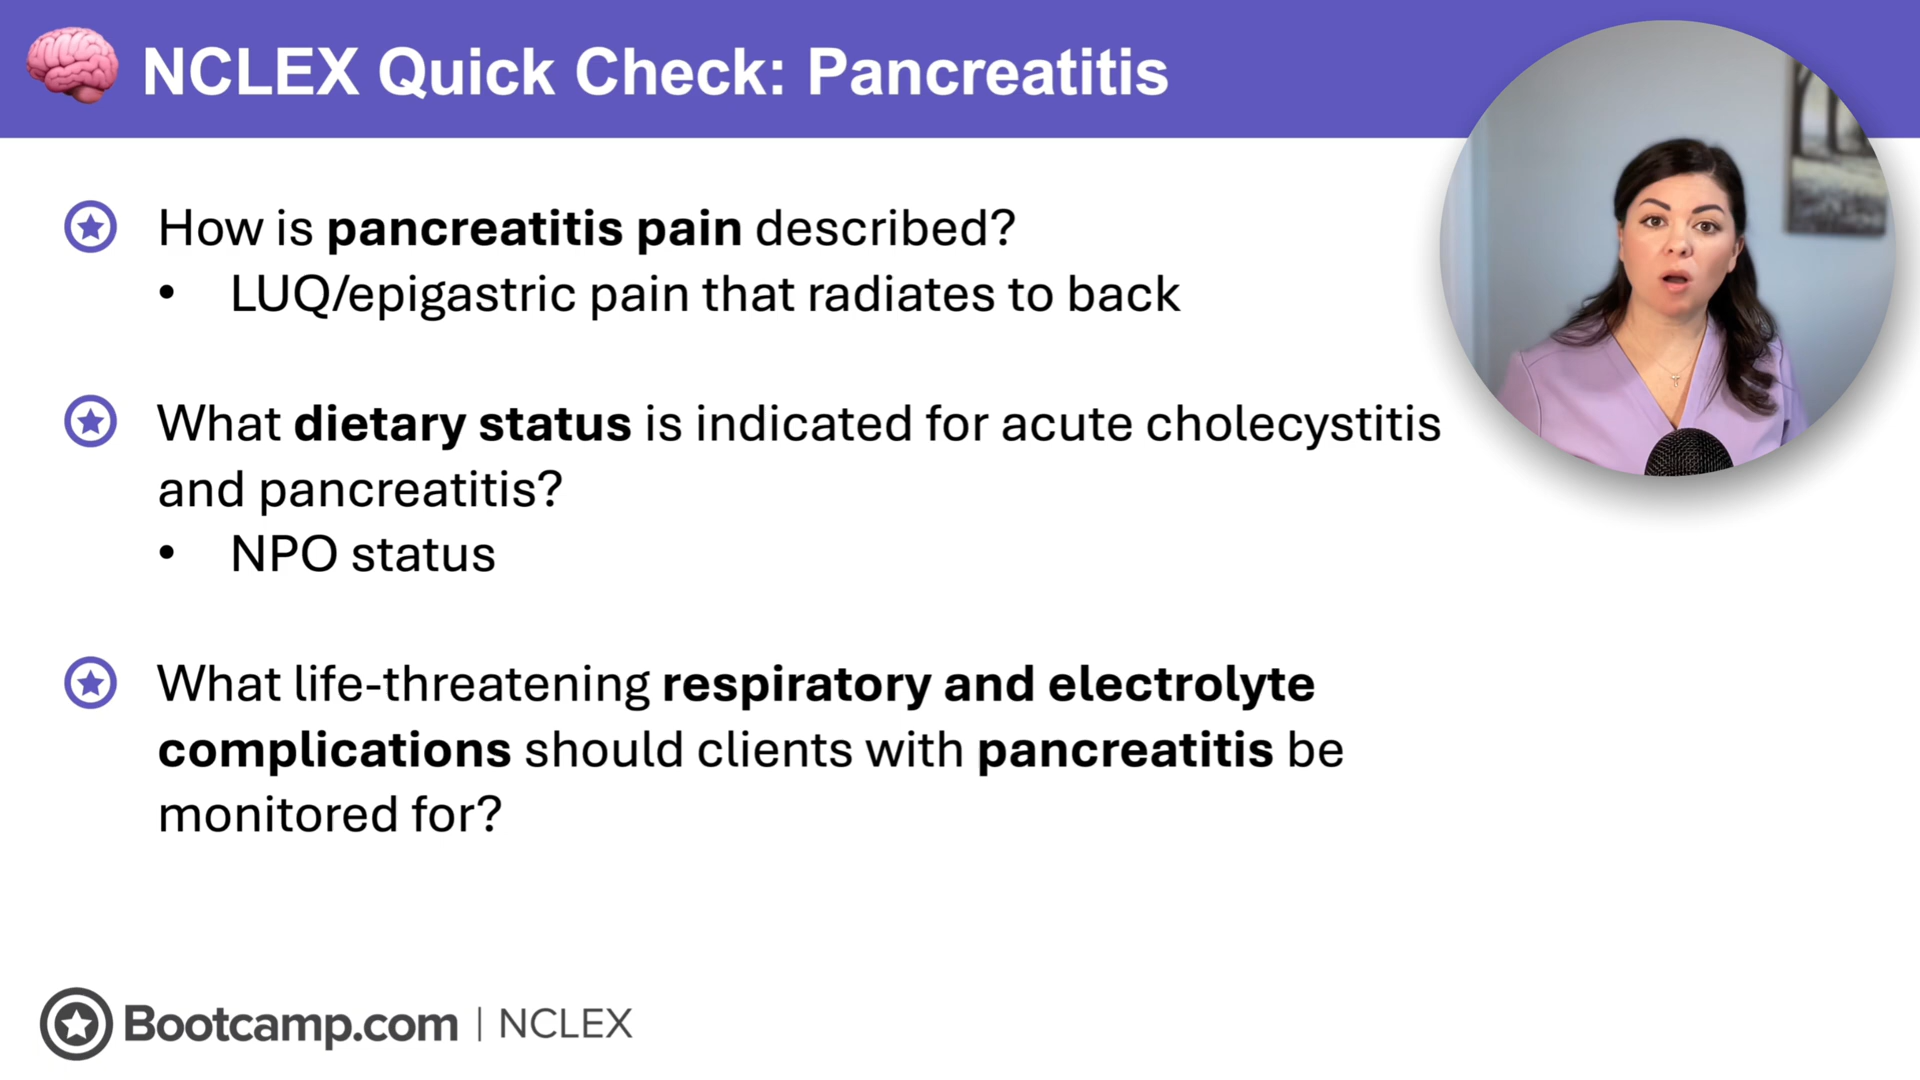 NCLEX Quick Check: Pancreatitis
How is pancreatitis pain described?
• LUQ/epigastric pain that radiates to back
What dietary status is indicated for acute cholecystitis
and pancreatitis?
• NPO status
What life-threatening respiratory and electrolyte
complications should clients with pancreatitis be
monitored for?
Bootcamp.com | NCLEX